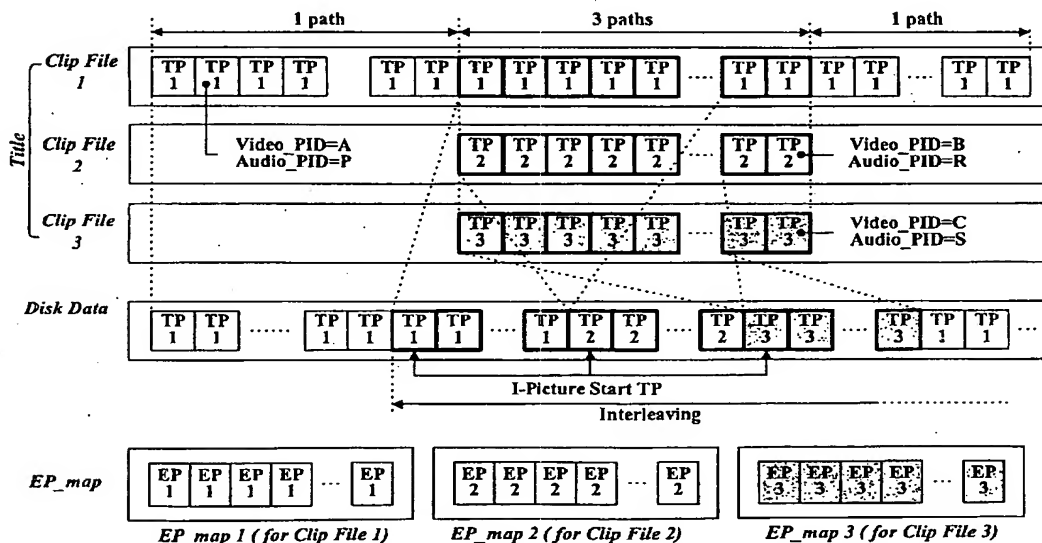 1 path 3 paths 1 path
Title
Clip File 1
TP 1 TP 1 TP 1 TP 1 TP 1 TP 1 TP 1 TP 1 TP 1 TP 1 TP 1 ..... TP 1 TP 1 TP 1 TP 1 .... TP 1 TP 1
Video_PID=A
Audio_PID=P
Clip File 2
TP 2 TP 2 TP 2 TP 2 TP 2 ..... TP 2 TP 2
Video_PID=B
Audio_PID=R
Clip File 3
TP 3 TP 3 TP 3 TP 3 TP 3 ..... TP 3 TP 3
Video_PID=C
Audio_PID=S
Disk Data
TP 1 TP 1 ...... TP 1 TP 1 TP 1 TP 1 .... TP 1 TP 2 TP 2 .... TP 2 TP 3 TP 3 .... TP 3 TP 1 TP 1 ...
I-Picture Start TP
Interleaving
EP_map
EP 1 EP 1 EP 1 EP 1 ... EP 1
EP 2 EP 2 EP 2 EP 2 ... EP 2
EP 3 EP 3 EP 3 EP 3 ... EP 3
EP_map 1 ( for Clip File 1)
EP_map 2 ( for Clip File 2)
EP_map 3 ( for Clip File 3)